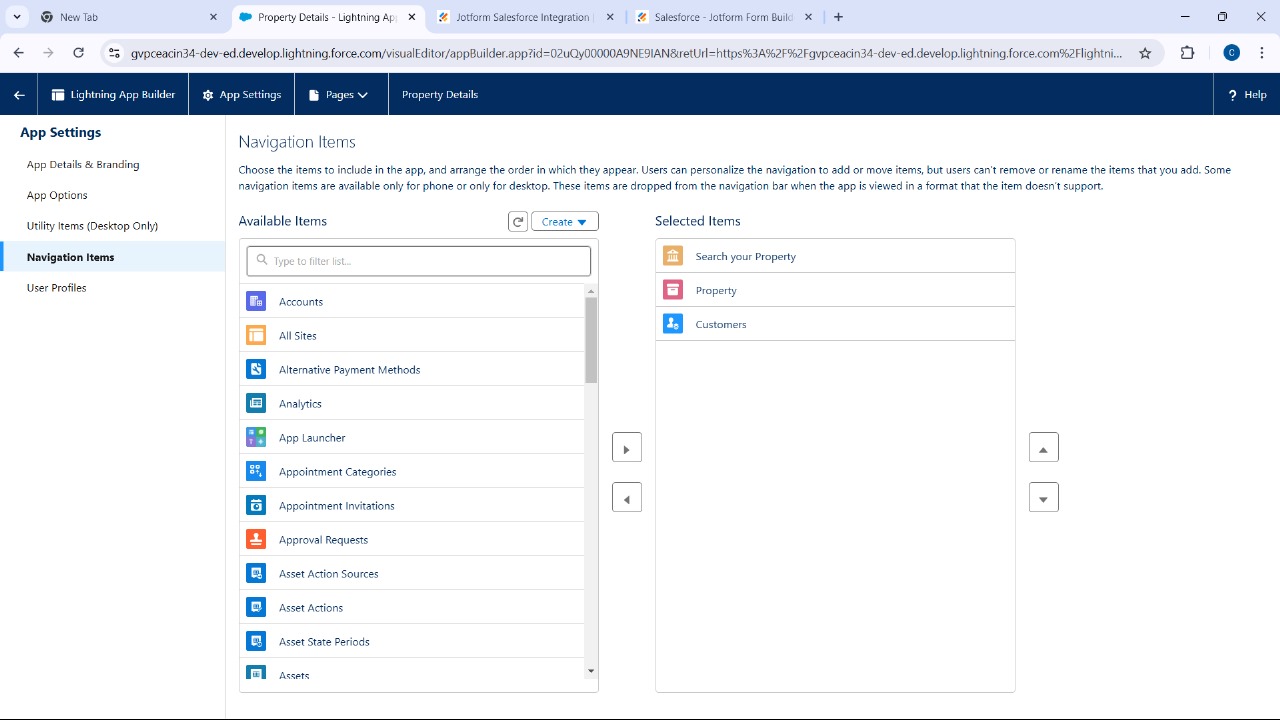 New Tab
Property Details - Lightning Ap
Jotform Salesforce Integration
Salesforce - Jotform Form Build
gvpceacin34-dev-ed.develop.lightning.force.com/visualEditor/appBuilder.app?id=02uQy00000A9NE9IAN&retUrl=https%3A%2F%2Fgvpceacin34-dev-ed.develop.lightning.force.com%2Flightni...
C
Lightning App Builder
App Settings
Pages
Property Details
? Help
App Settings
App Details & Branding
App Options
Utility Items (Desktop Only)
Navigation Items
User Profiles
Navigation Items
Choose the items to include in the app, and arrange the order in which they appear. Users can personalize the navigation to add or move items, but users can't remove or rename the items that you add. Some
navigation items are available only for phone or only for desktop. These items are dropped from the navigation bar when the app is viewed in a format that the item doesn't support.
Available Items
Create
Type to filter list...
Accounts
All Sites
Alternative Payment Methods
Analytics
App Launcher
Appointment Categories
Appointment Invitations
Approval Requests
Asset Action Sources
Asset Actions
Asset State Periods
Assets
Selected Items
Search your Property
Property
Customers